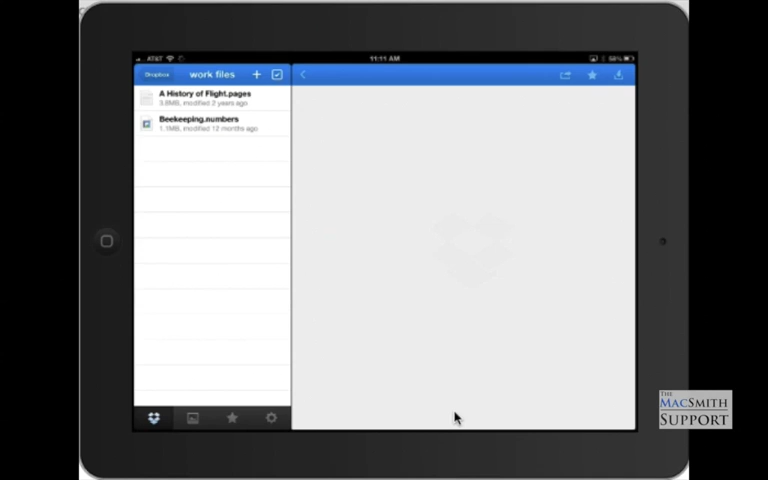 AT&T
11:11 AM
58%
Dropbox
work files
A History of Flight.pages
3.8MB, modified 2 years ago
Beekeeping.numbers
1.1MB, modified 12 months ago
THE
MACSMITH
SUPPORT